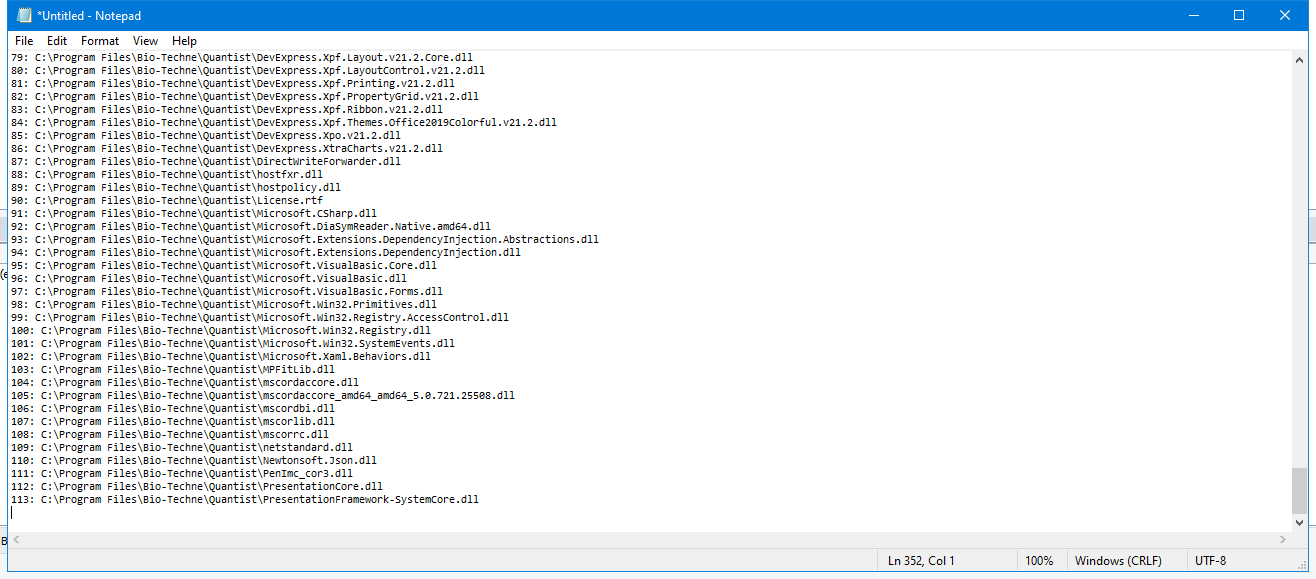 *Untitled - Notepad
File Edit Format View Help
79: C:\Program Files\Bio-Techne\Quantist\DevExpress.Xpf.Layout.v21.2.Core.dll
80: C:\Program Files\Bio-Techne\Quantist\DevExpress.Xpf.LayoutControl.v21.2.dll
81: C:\Program Files\Bio-Techne\Quantist\DevExpress.Xpf.Printing.v21.2.dll
82: C:\Program Files\Bio-Techne\Quantist\DevExpress.Xpf.PropertyGrid.v21.2.dll
83: C:\Program Files\Bio-Techne\Quantist\DevExpress.Xpf.Ribbon.v21.2.dll
84: C:\Program Files\Bio-Techne\Quantist\DevExpress.Xpf.Themes.Office2019Colorful.v21.2.dll
85: C:\Program Files\Bio-Techne\Quantist\DevExpress.Xpo.v21.2.dll
86: C:\Program Files\Bio-Techne\Quantist\DevExpress.XtraCharts.v21.2.dll
87: C:\Program Files\Bio-Techne\Quantist\DirectWriteForwarder.dll
88: C:\Program Files\Bio-Techne\Quantist\hostfxr.dll
89: C:\Program Files\Bio-Techne\Quantist\hostpolicy.dll
90: C:\Program Files\Bio-Techne\Quantist\License.rtf
91: C:\Program Files\Bio-Techne\Quantist\Microsoft.CSharp.dll
92: C:\Program Files\Bio-Techne\Quantist\Microsoft.DiaSymReader.Native.amd64.dll
93: C:\Program Files\Bio-Techne\Quantist\Microsoft.Extensions.DependencyInjection.Abstractions.dll
94: C:\Program Files\Bio-Techne\Quantist\Microsoft.Extensions.DependencyInjection.dll
95: C:\Program Files\Bio-Techne\Quantist\Microsoft.VisualBasic.Core.dll
96: C:\Program Files\Bio-Techne\Quantist\Microsoft.VisualBasic.dll
97: C:\Program Files\Bio-Techne\Quantist\Microsoft.VisualBasic.Forms.dll
98: C:\Program Files\Bio-Techne\Quantist\Microsoft.Win32.Primitives.dll
99: C:\Program Files\Bio-Techne\Quantist\Microsoft.Win32.Registry.AccessControl.dll
100: C:\Program Files\Bio-Techne\Quantist\Microsoft.Win32.Registry.dll
101: C:\Program Files\Bio-Techne\Quantist\Microsoft.Win32.SystemEvents.dll
102: C:\Program Files\Bio-Techne\Quantist\Microsoft.Xaml.Behaviors.dll
103: C:\Program Files\Bio-Techne\Quantist\MPFitLib.dll
104: C:\Program Files\Bio-Techne\Quantist\mscordaccore.dll
105: C:\Program Files\Bio-Techne\Quantist\mscordaccore_amd64_amd64_5.0.721.25508.dll
106: C:\Program Files\Bio-Techne\Quantist\mscordbi.dll
107: C:\Program Files\Bio-Techne\Quantist\mscorlib.dll
108: C:\Program Files\Bio-Techne\Quantist\mscorrc.dll
109: C:\Program Files\Bio-Techne\Quantist\netstandard.dll
110: C:\Program Files\Bio-Techne\Quantist\Newtonsoft.Json.dll
111: C:\Program Files\Bio-Techne\Quantist\PenImc_cor3.dll
112: C:\Program Files\Bio-Techne\Quantist\PresentationCore.dll
113: C:\Program Files\Bio-Techne\Quantist\PresentationFramework-SystemCore.dll
Ln 352, Col 1 100% Windows (CRLF) UTF-8